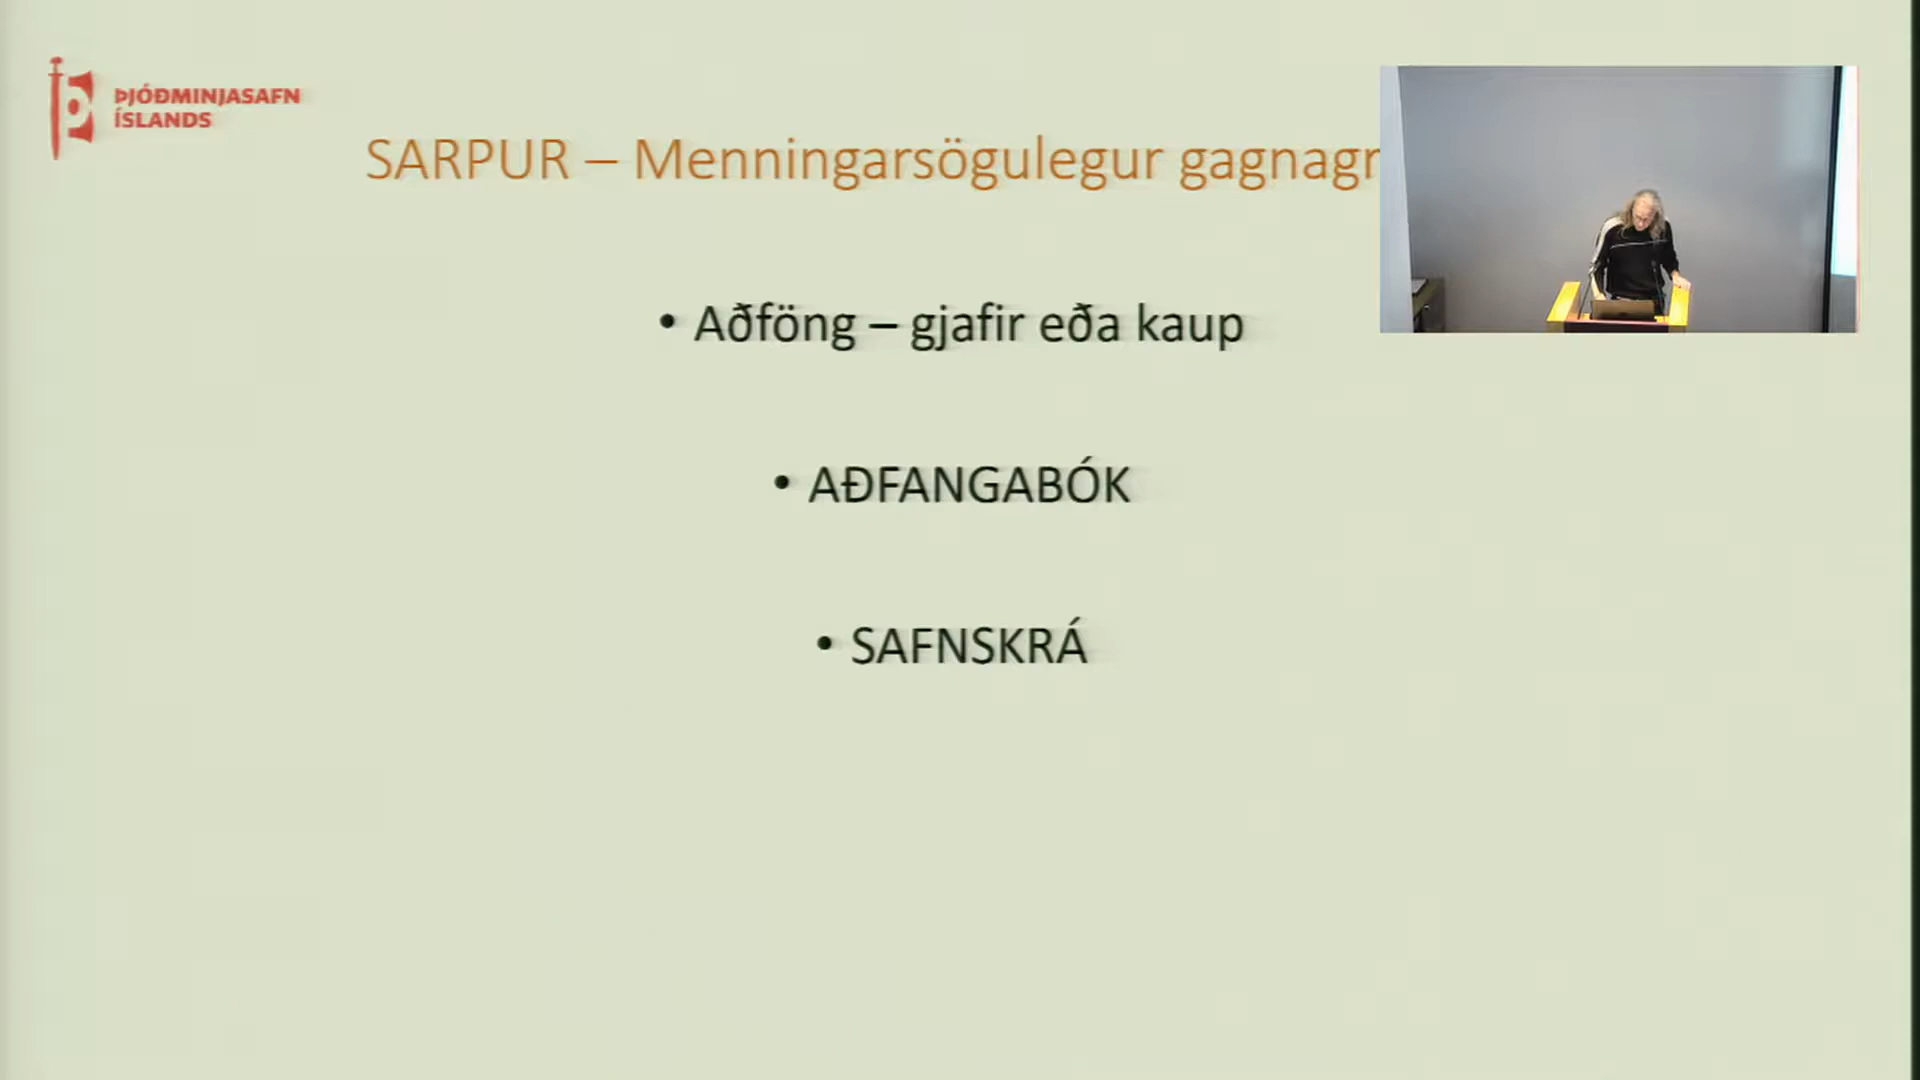 ÞJÓÐMINJASAFN
ÍSLANDS
SARPUR – Menningarsögulegur gagnagr
• Aðföng – gjafir eða kaup
• AÐFANGABÓK
• SAFNSKRÁ